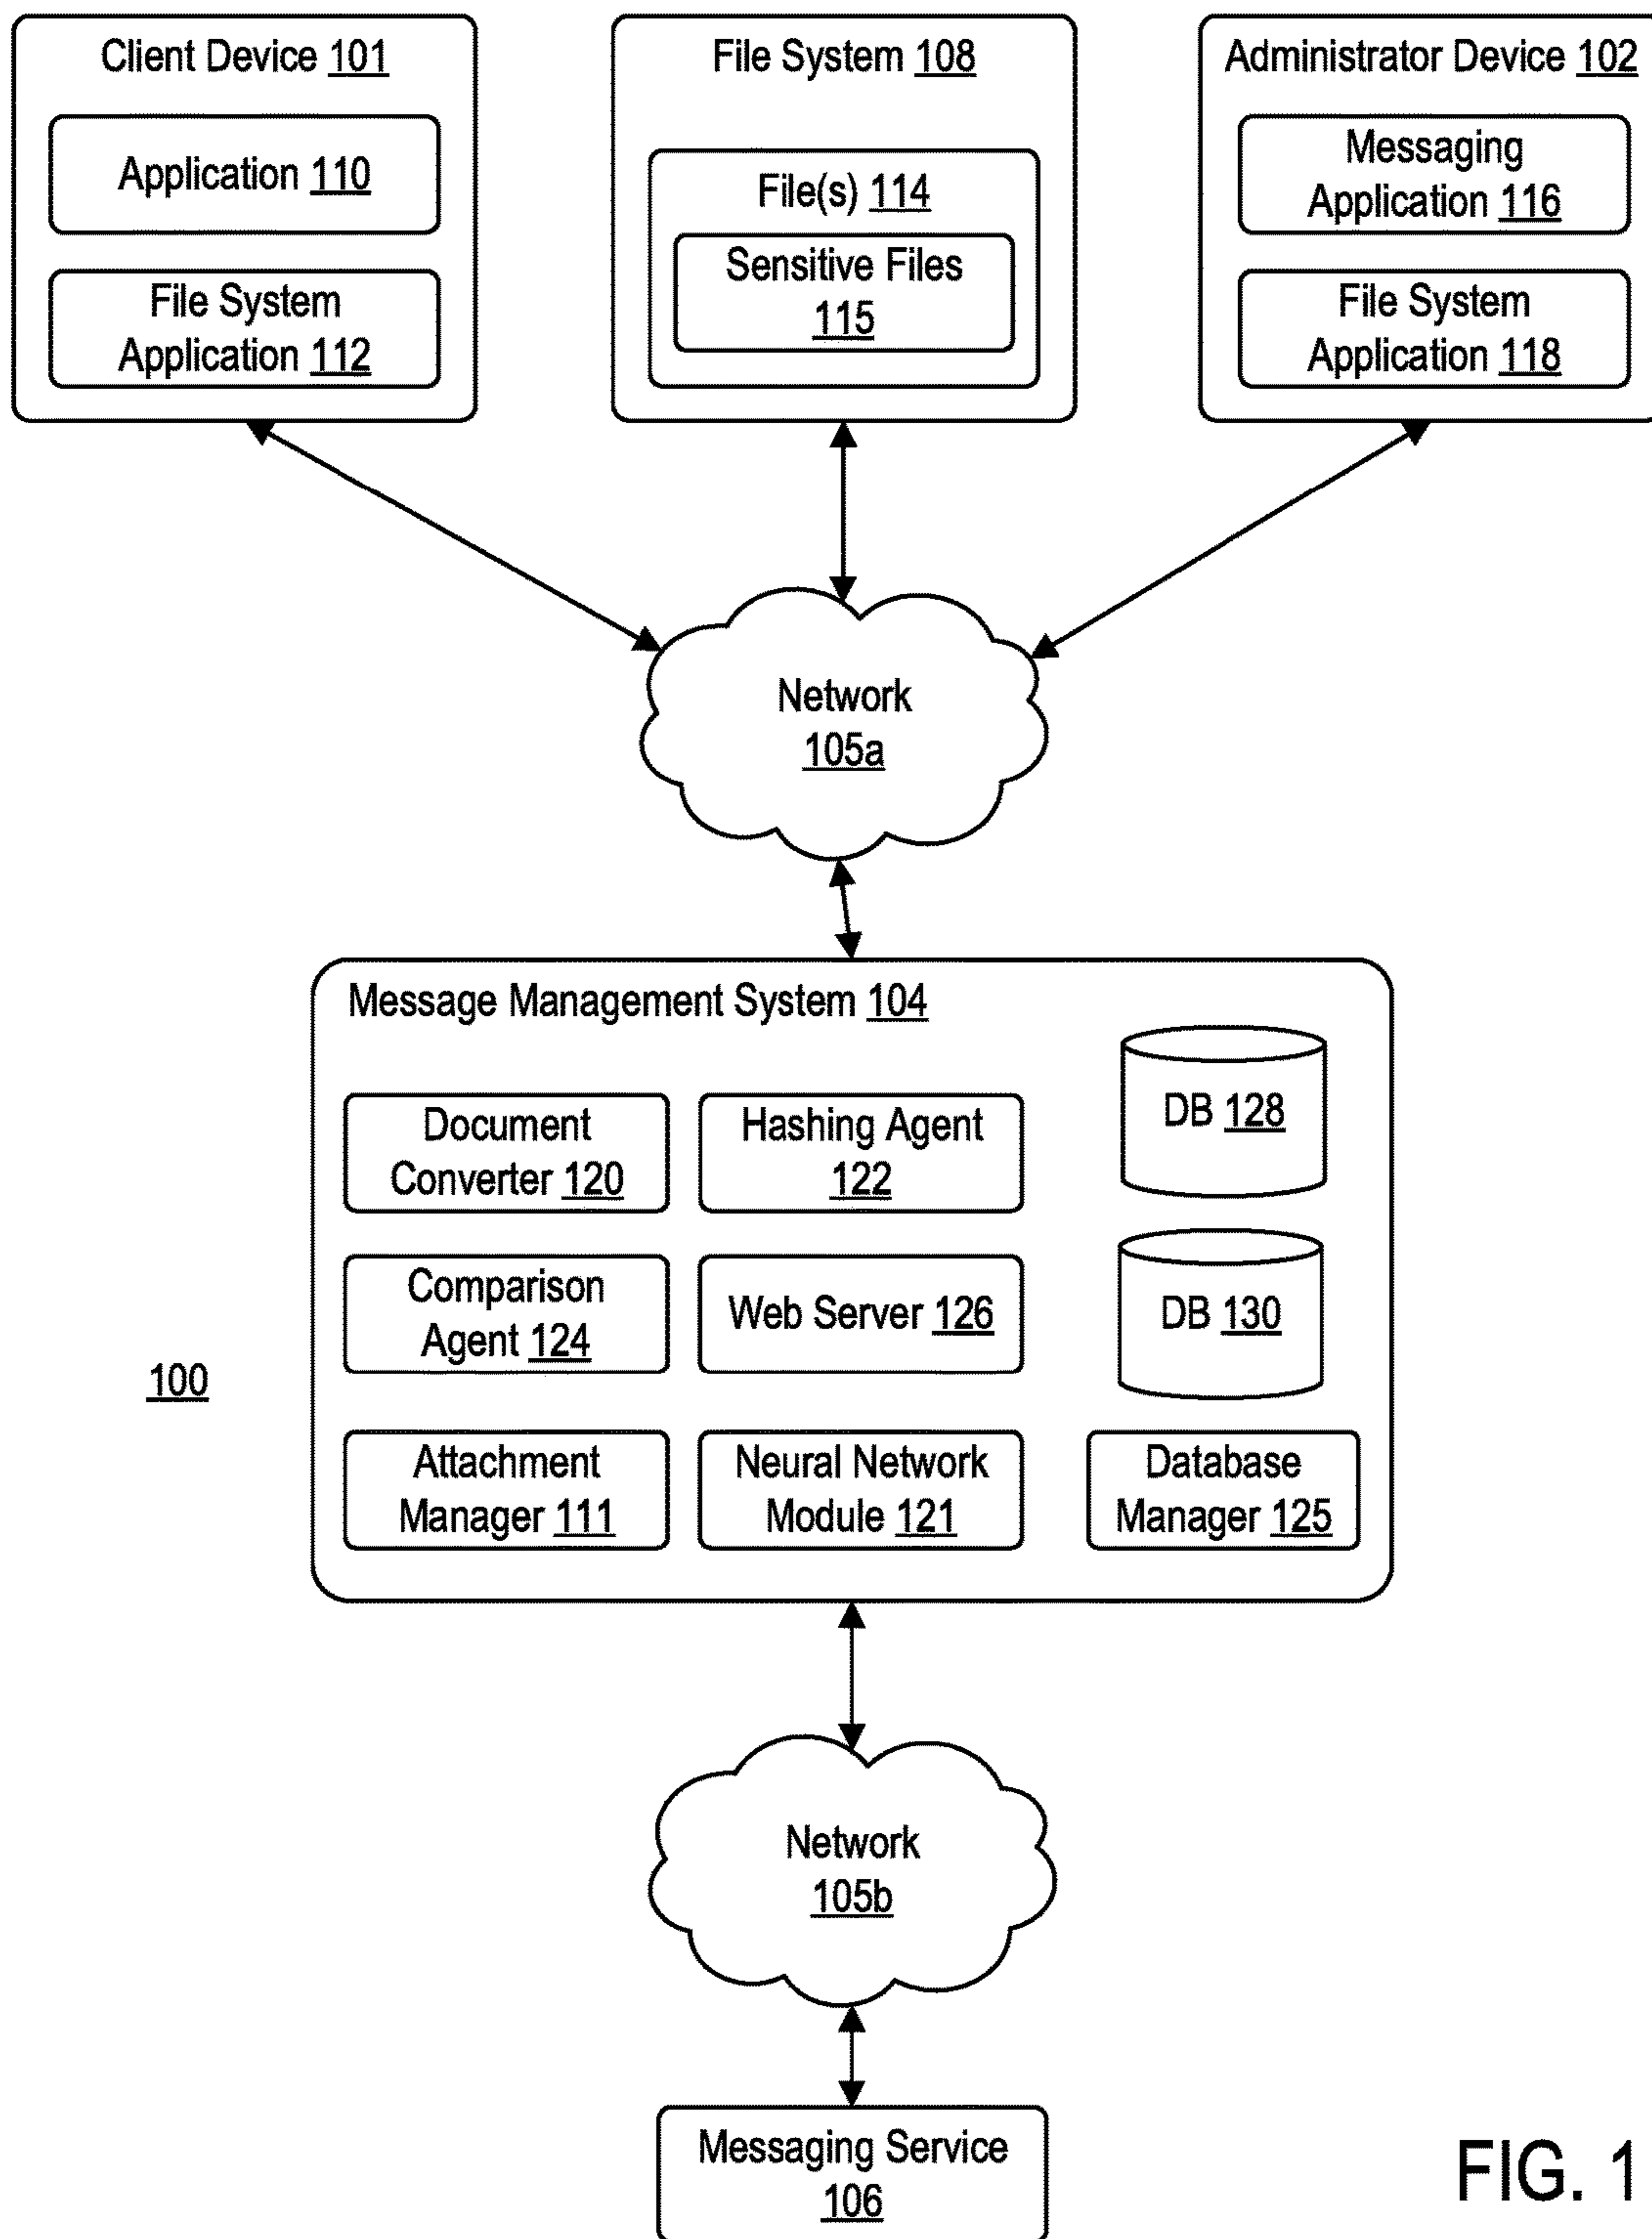 Client Device 101
Application 110
File System
Application 112
File System 108
File(s) 114
Sensitive Files
115
Administrator Device 102
Messaging
Application 116
File System
Application 118
Network
105a
Message Management System 104
Document
Converter 120
Hashing Agent
122
DB 128
Comparison
Agent 124
Web Server 126
DB 130
100
Attachment
Manager 111
Neural Network
Module 121
Database
Manager 125
Network
105b
Messaging Service
106
FIG. 1